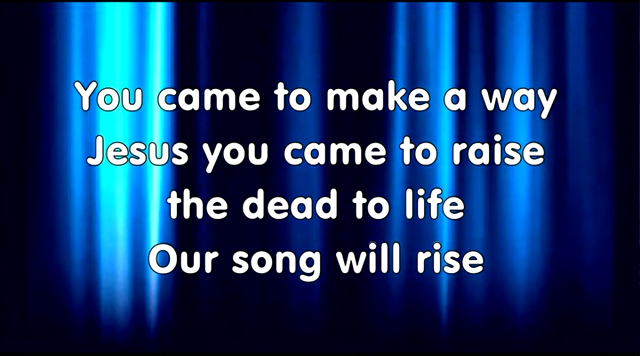 You came to make a way
Jesus you came to raise
the dead to life
Our song will rise